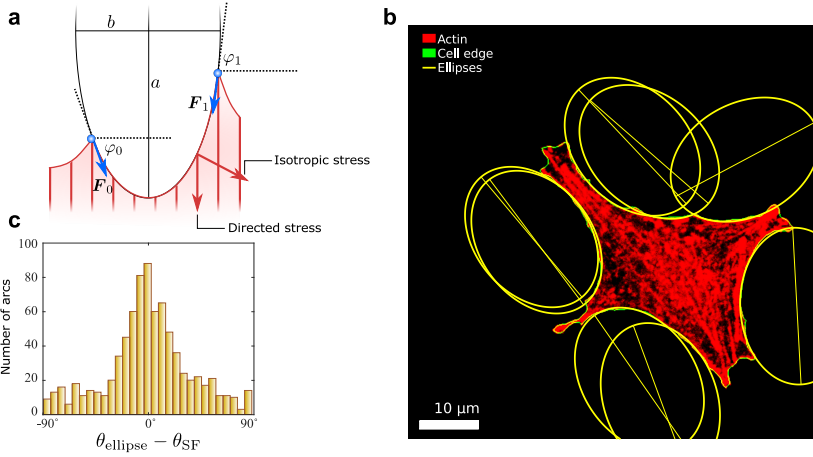 a
b
a
φ₁
F₁
φ₀
F₀
Isotropic stress
Directed stress
b
Actin
Cell edge
Ellipses
10 μm
c
Number of arcs
100
80
60
40
20
0
-90° 0° 90°
θellipse − θSF